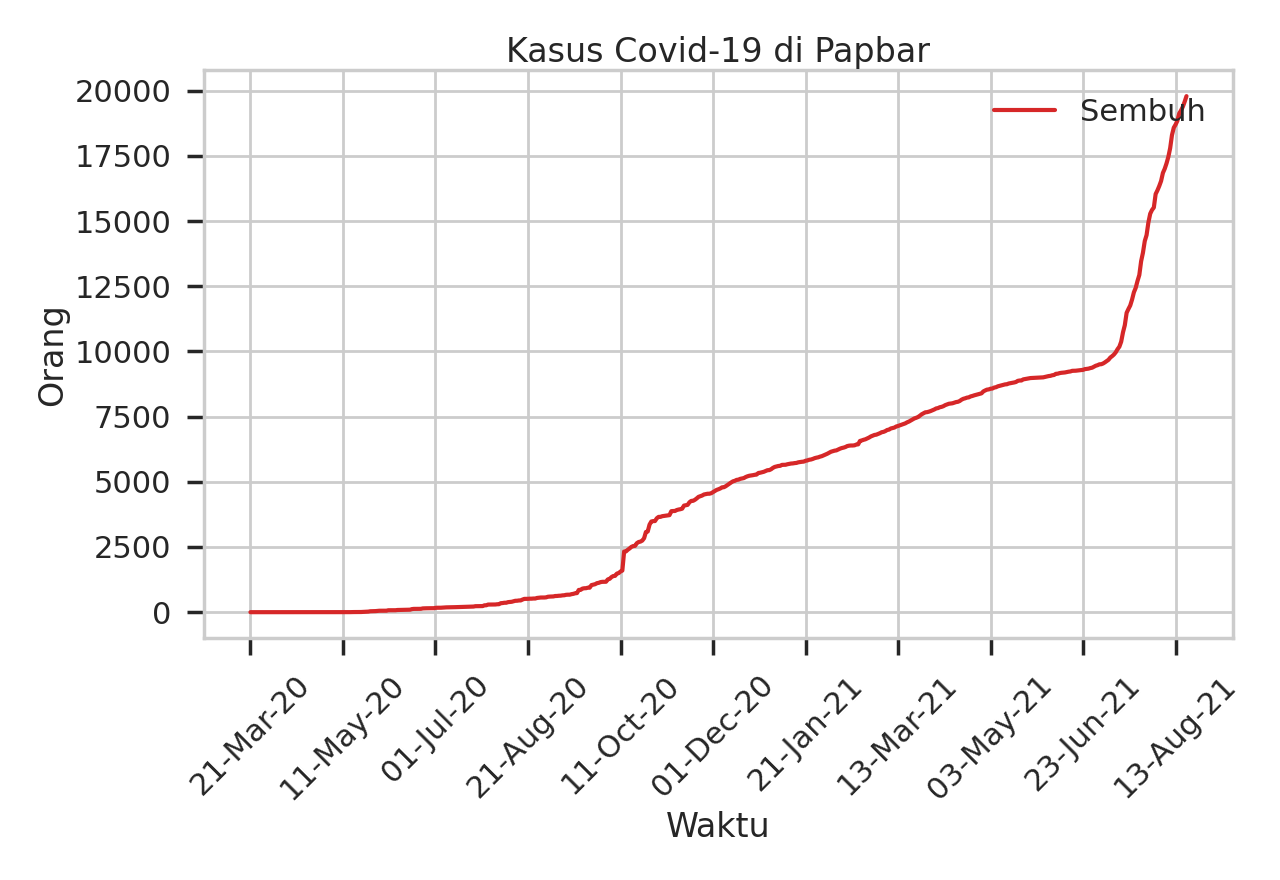 Kasus Covid-19 di Papbar
Sembuh
Orang
20000
17500
15000
12500
10000
7500
5000
2500
0
21-Mar-20
11-May-20
01-Jul-20
21-Aug-20
11-Oct-20
01-Dec-20
21-Jan-21
13-Mar-21
03-May-21
23-Jun-21
13-Aug-21
Waktu